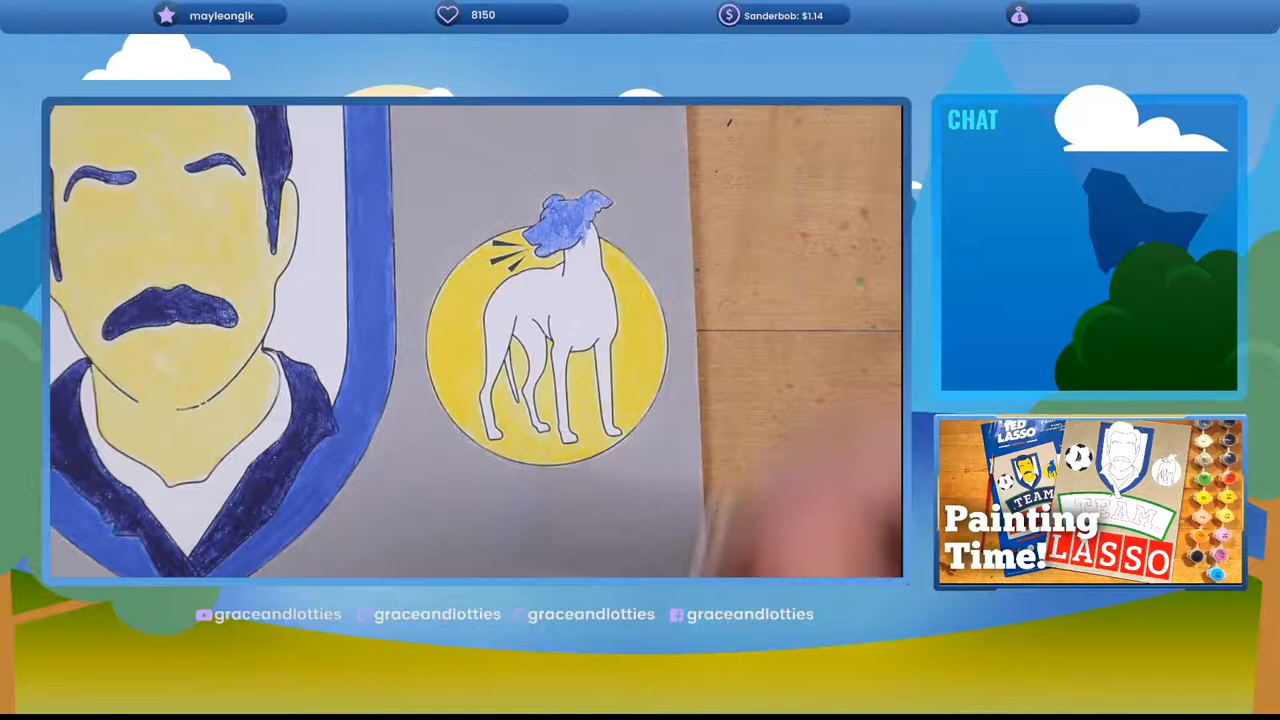 mayleonglk
8150
Sanderbob: $1.14
CHAT
TED
LASSO
TEAM
TEAM
LASSO
Painting
Time!
graceandlotties
graceandlotties
graceandlotties
graceandlotties